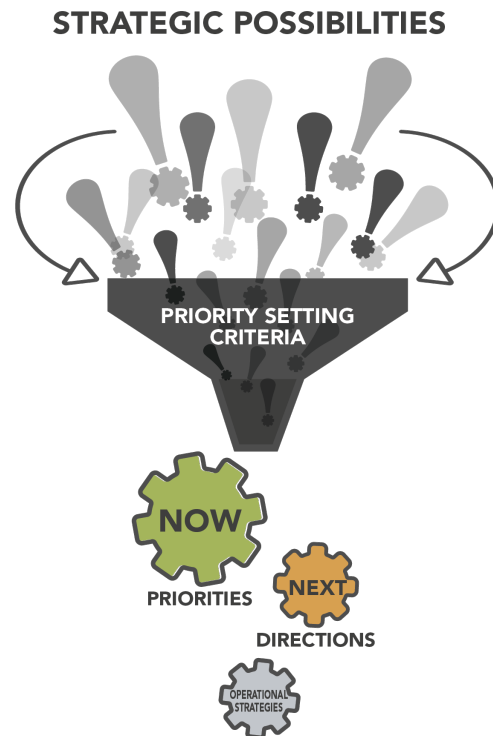 STRATEGIC POSSIBILITIES
PRIORITY SETTING
CRITERIA
NOW
PRIORITIES
NEXT
DIRECTIONS
OPERATIONAL
STRATEGIES